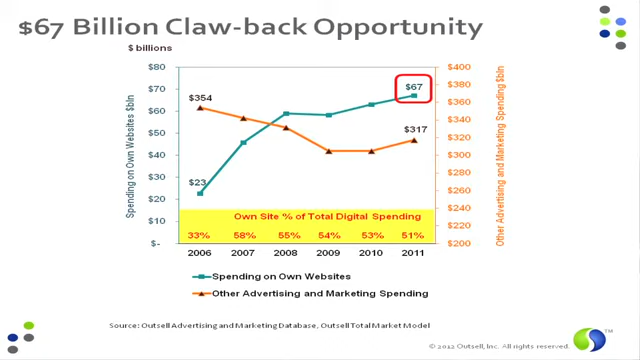 $67 Billion Claw-back Opportunity
$ billions
$80
$70
$60
$50
$40
$30
$20
$10
$-
Spending on Own Websites $bln
$400
$380
$360
$340
$320
$300
$280
$260
$240
$220
$200
Other Advertising and Marketing Spending $bln
$354
$23
$67
$317
Own Site % of Total Digital Spending
33% 58% 55% 54% 53% 51%
2006 2007 2008 2009 2010 2011
Spending on Own Websites
Other Advertising and Marketing Spending
Source: Outsell Advertising and Marketing Database, Outsell Total Market Model
© 2012 Outsell, Inc. All rights reserved.
TM